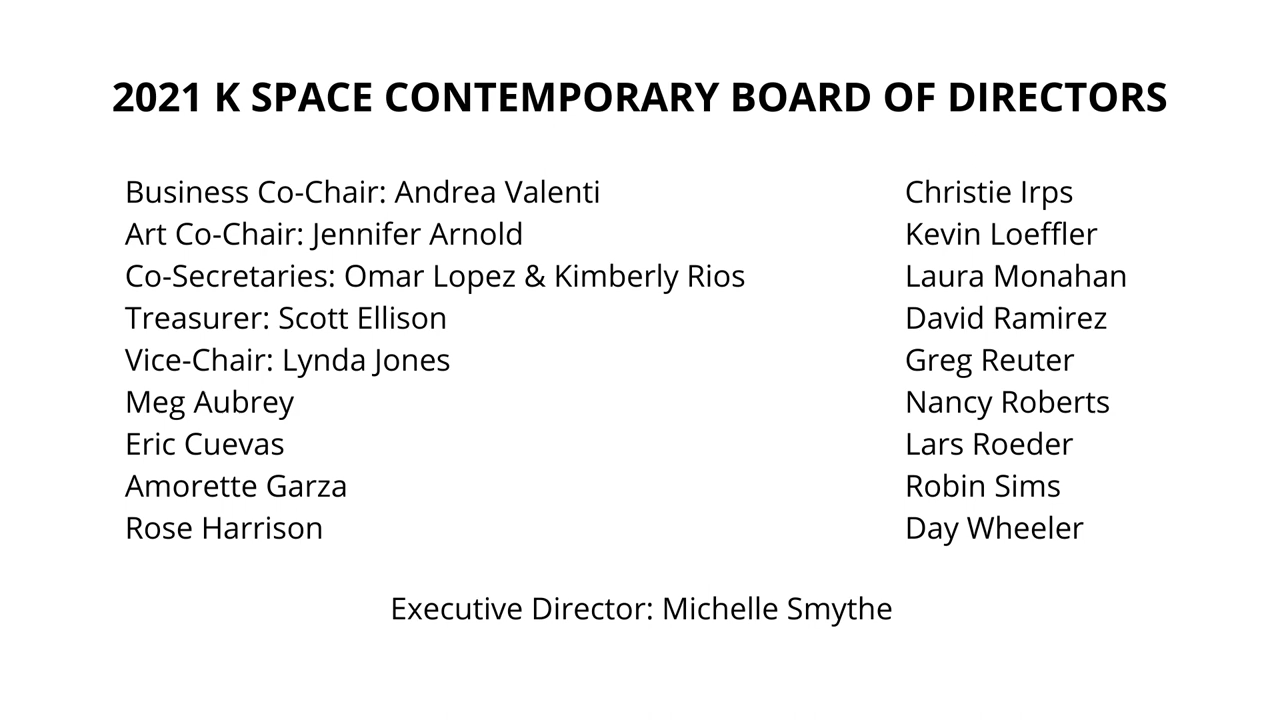 2021 K SPACE CONTEMPORARY BOARD OF DIRECTORS
Business Co-Chair: Andrea Valenti
Art Co-Chair: Jennifer Arnold
Co-Secretaries: Omar Lopez & Kimberly Rios
Treasurer: Scott Ellison
Vice-Chair: Lynda Jones
Meg Aubrey
Eric Cuevas
Amorette Garza
Rose Harrison
Christie Irps
Kevin Loeffler
Laura Monahan
David Ramirez
Greg Reuter
Nancy Roberts
Lars Roeder
Robin Sims
Day Wheeler
Executive Director: Michelle Smythe